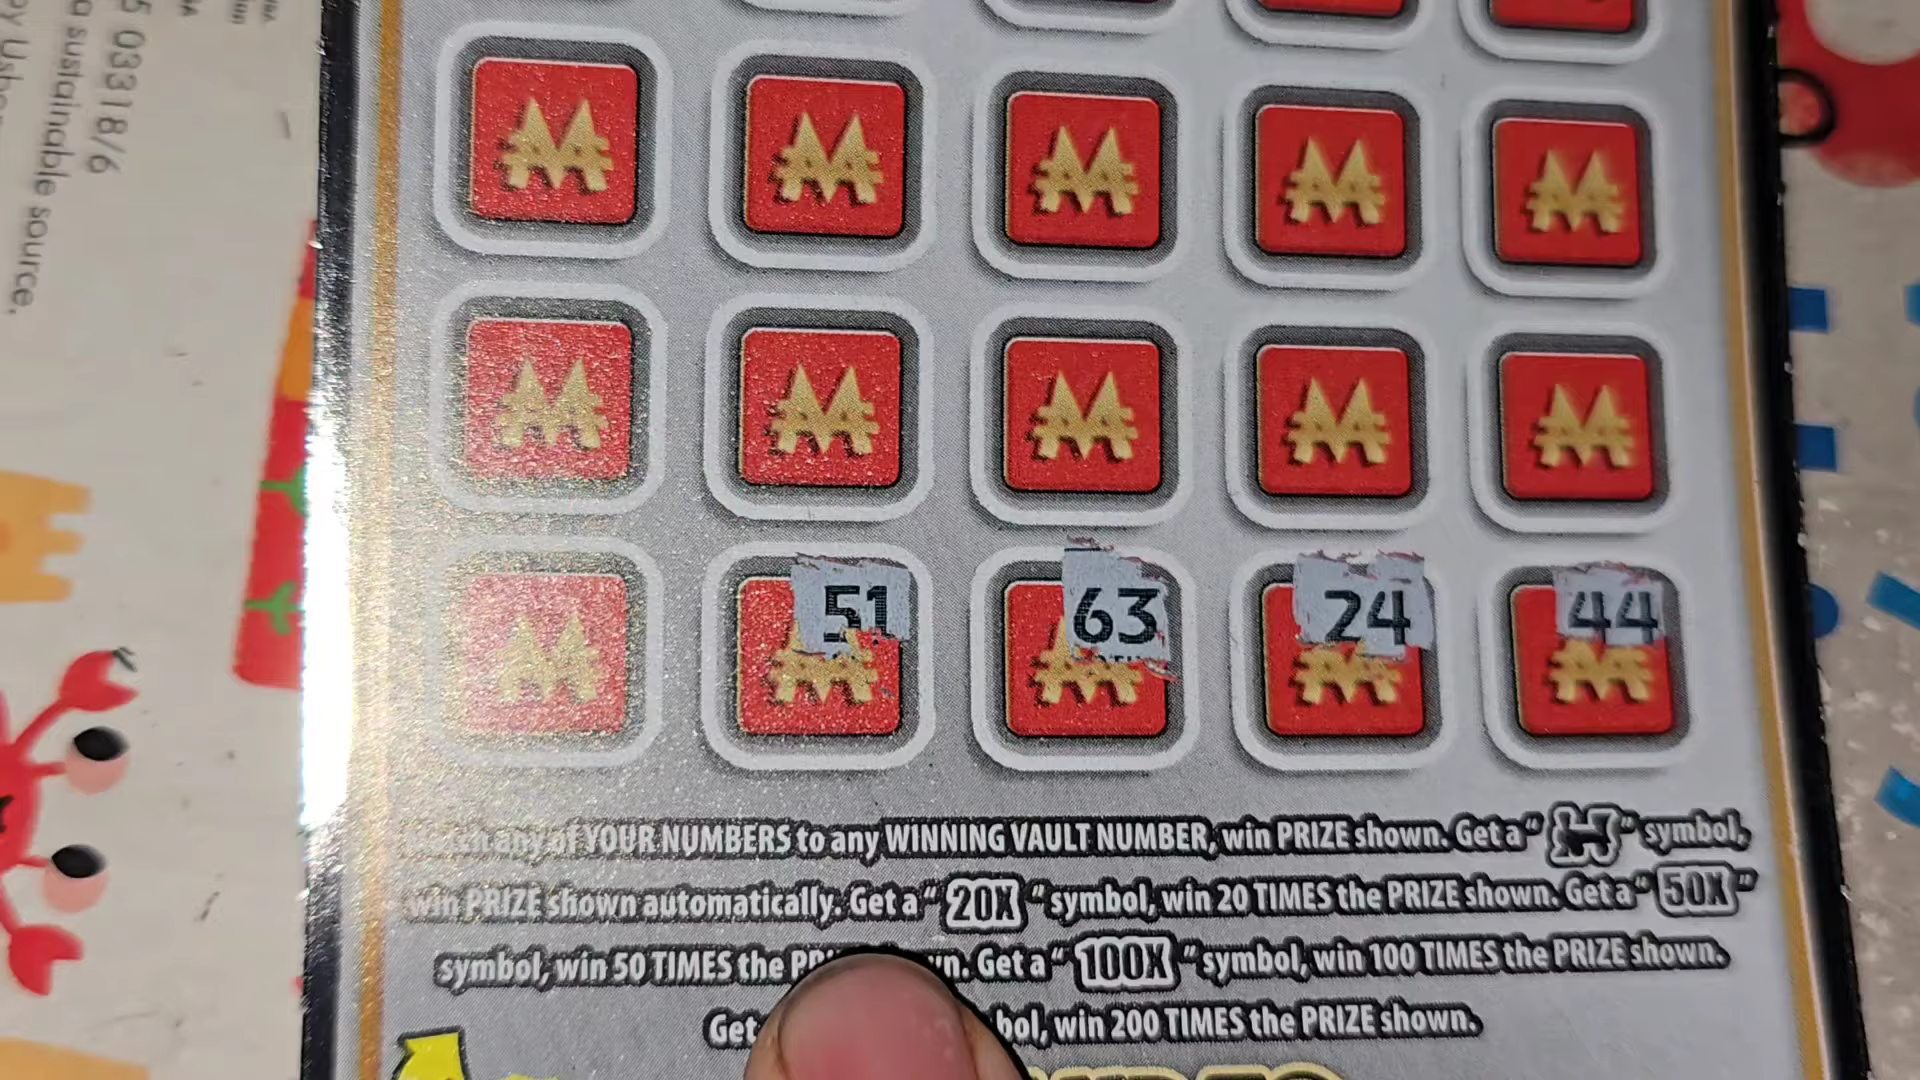 5 03318/6
a sustainable source.
51 63 24 44
any of YOUR NUMBERS to any WINNING VAULT NUMBER, win PRIZE shown. Get a " " symbol,
win PRIZE shown automatically. Get a "20X" symbol, win 20 TIMES the PRIZE shown. Get a "50X"
symbol, win 50 TIMES the . Get a "100X" symbol, win 100 TIMES the PRIZE shown.
Get , win 200 TIMES the PRIZE shown.